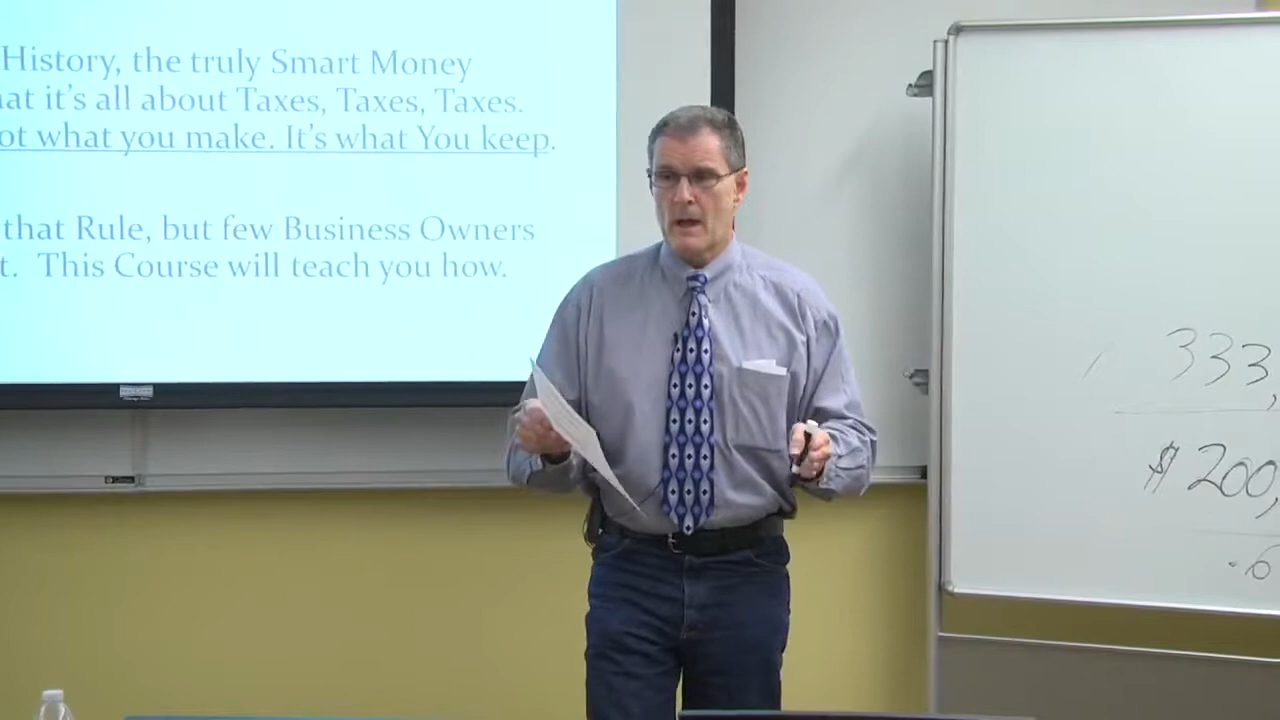 History, the truly Smart Money
at it's all about Taxes, Taxes, Taxes.
ot what you make. It's what You keep.
that Rule, but few Business Owners
t. This Course will teach you how.
333,
$200,
.6